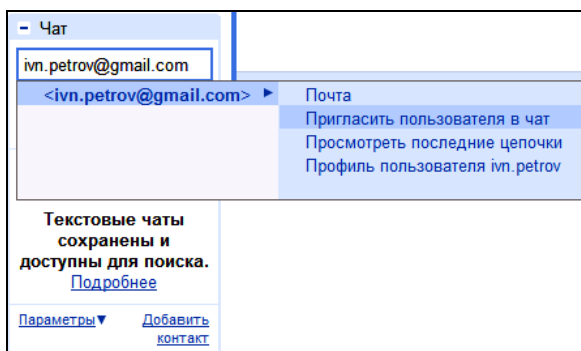 − Чат
ivn.petrov@gmail.com
<ivn.petrov@gmail.com> ►
Почта
Пригласить пользователя в чат
Просмотреть последние цепочки
Профиль пользователя ivn.petrov
Текстовые чаты
сохранены и
доступны для поиска.
Подробнее
Параметры▼
Добавить
контакт